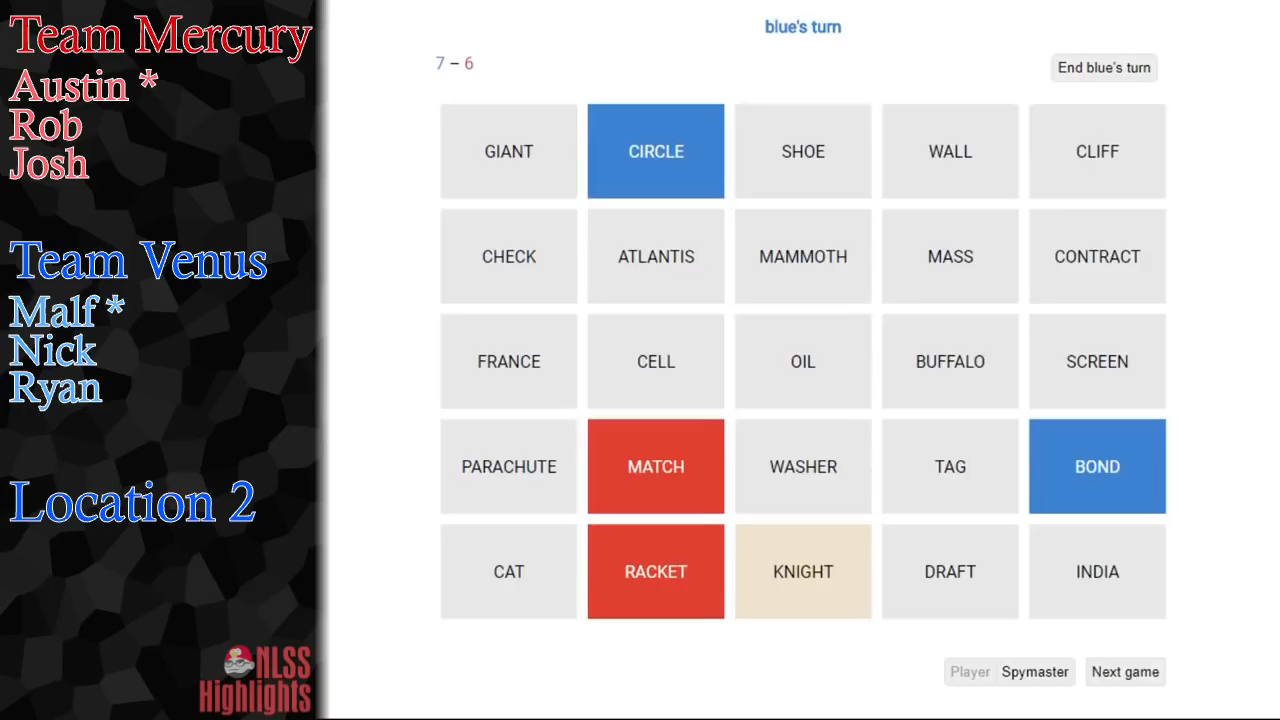 Team Mercury
Austin *
Rob
Josh
Team Venus
Malf *
Nick
Ryan
Location 2
NLSS
Highlights
blue's turn
7 – 6
End blue's turn
GIANT CIRCLE SHOE WALL CLIFF
CHECK ATLANTIS MAMMOTH MASS CONTRACT
FRANCE CELL OIL BUFFALO SCREEN
PARACHUTE MATCH WASHER TAG BOND
CAT RACKET KNIGHT DRAFT INDIA
Player Spymaster Next game